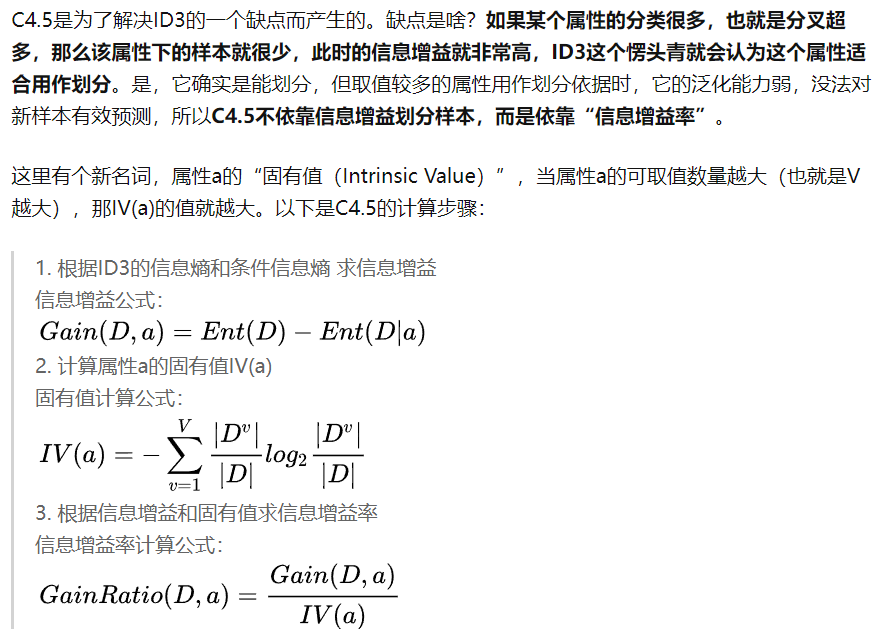 C4.5是为了解决ID3的一个缺点而产生的。缺点是啥？如果某个属性的分类很多，也就是分叉超
多，那么该属性下的样本就很少，此时的信息增益就非常高，ID3这个愣头青就会认为这个属性适
合用作划分。是，它确实是能划分，但取值较多的属性用作划分依据时，它的泛化能力弱，没法对
新样本有效预测，所以C4.5不依靠信息增益划分样本，而是依靠“信息增益率”。
这里有个新名词，属性a的“固有值（Intrinsic Value）”，当属性a的可取值数量越大（也就是V
越大），那IV(a)的值就越大。以下是C4.5的计算步骤：
1. 根据ID3的信息熵和条件信息熵 求信息增益
信息增益公式：
Gain(D, a) = Ent(D) − Ent(D|a)
2. 计算属性a的固有值IV(a)
固有值计算公式：
IV(a) = −∑_{v=1}^{V} \frac{|D^v|}{|D|} log_2 \frac{|D^v|}{|D|}
3. 根据信息增益和固有值求信息增益率
信息增益率计算公式：
GainRatio(D, a) = \frac{Gain(D, a)}{IV(a)}